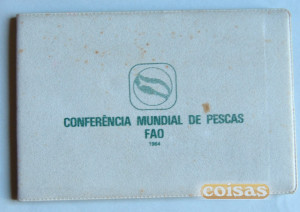 CONFERÊNCIA MUNDIAL DE PESCAS
FAO
1984
coisas